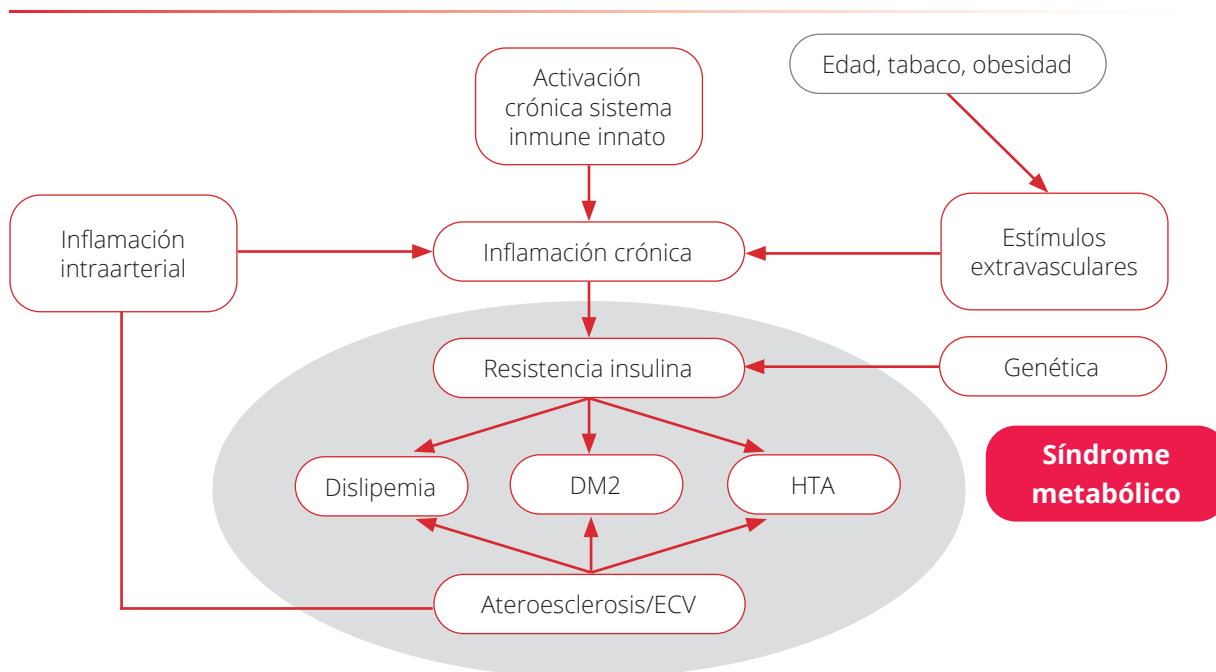 Edad, tabaco, obesidad
Activación
crónica sistema
inmune innato
Inflamación
intraarterial
Inflamación crónica
Estímulos
extravasculares
Resistencia insulina
Genética
Síndrome
metabólico
Dislipemia
DM2
HTA
Ateroesclerosis/ECV